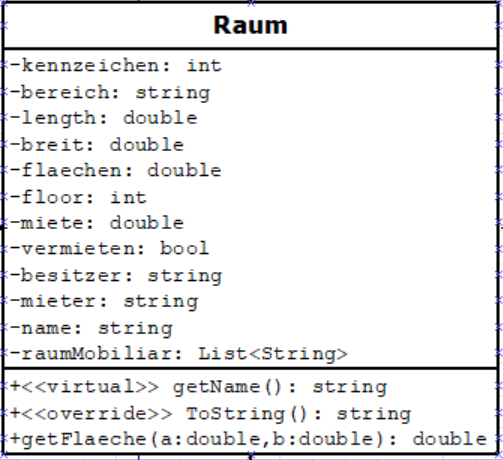 Raum
-kennzeichen: int
-bereich: string
-length: double
-breit: double
-flaechen: double
-floor: int
-miete: double
-vermieten: bool
-besitzer: string
-mieter: string
-name: string
-raumMobiliar: List<String>
+<<virtual>> getName(): string
+<<override>> ToString(): string
+getFlaeche(a:double,b:double): double